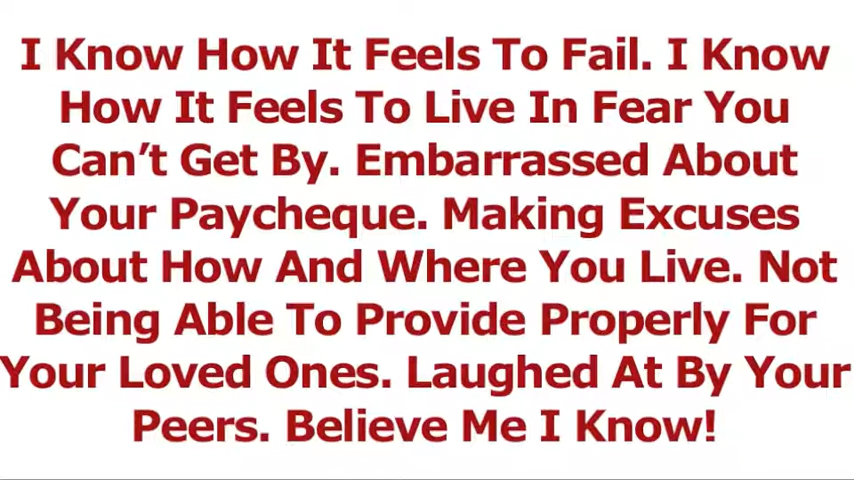 I Know How It Feels To Fail. I Know
How It Feels To Live In Fear You
Can’t Get By. Embarrassed About
Your Paycheque. Making Excuses
About How And Where You Live. Not
Being Able To Provide Properly For
Your Loved Ones. Laughed At By Your
Peers. Believe Me I Know!